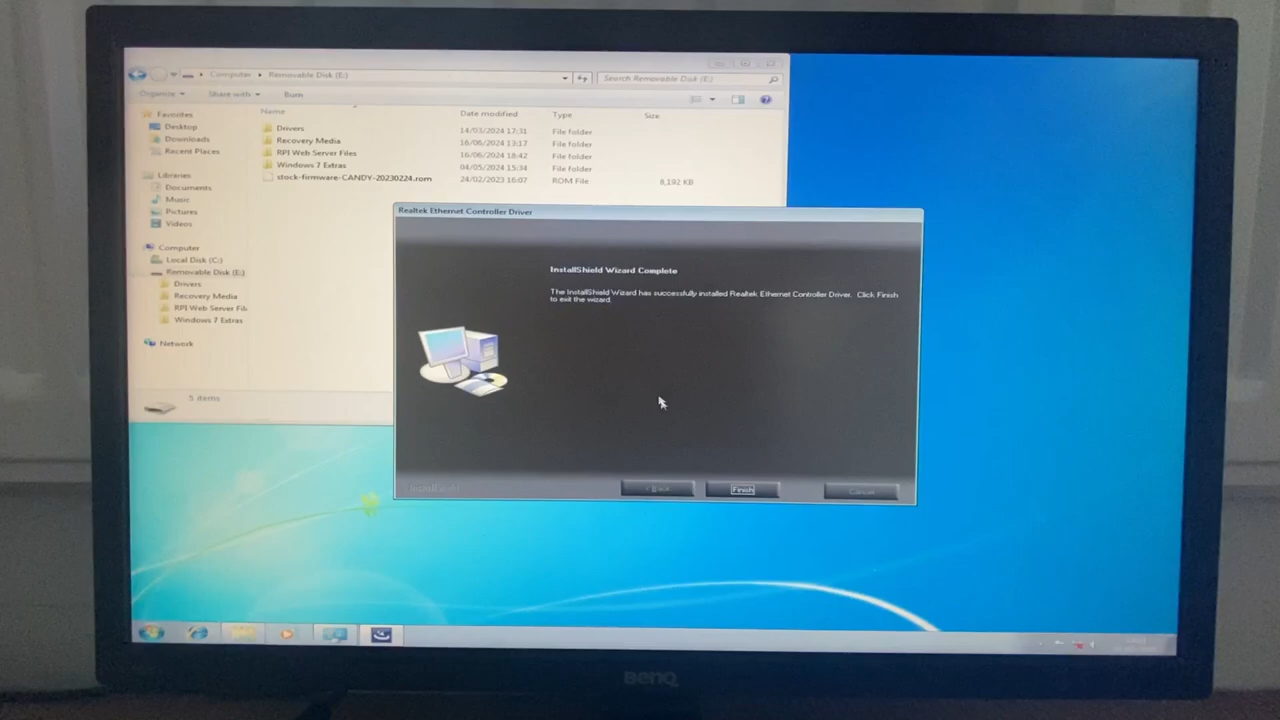 Computer ▸ Removable Disk (E:)
Search Removable Disk (E:)
Organize Share with Burn
Name Date modified Type Size
Favorites
Desktop
Downloads
Recent Places
Libraries
Documents
Music
Pictures
Videos
Computer
Local Disk (C:)
Removable Disk (E:)
Drivers
Recovery Media
RPI Web Server Fil
Windows 7 Extras
Network
Drivers 14/03/2024 17:31 File folder
Recovery Media 16/06/2024 13:17 File folder
RPI Web Server Files 16/06/2024 18:42 File folder
Windows 7 Extras 04/05/2024 15:34 File folder
stock-firmware-CANDY-20230224.rom 24/02/2023 16:07 ROM File 8,192 KB
5 items
Realtek Ethernet Controller Driver
InstallShield Wizard Complete
The InstallShield Wizard has successfully installed Realtek Ethernet Controller Driver. Click Finish
to exit the wizard.
InstallShield
< Back Finish Cancel
BenQ